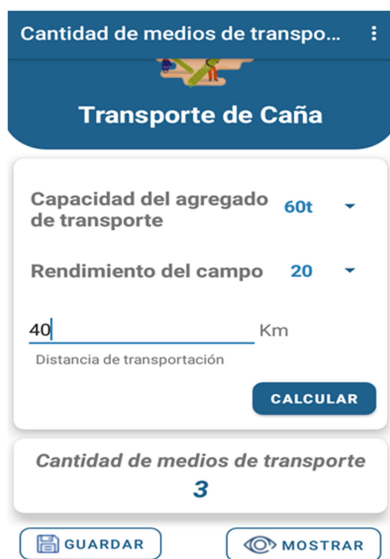 Cantidad de medios de transpo...
Transporte de Caña
Capacidad del agregado
de transporte
60t
Rendimiento del campo 20
40 Km
Distancia de transportación
CALCULAR
Cantidad de medios de transporte
3
GUARDAR MOSTRAR